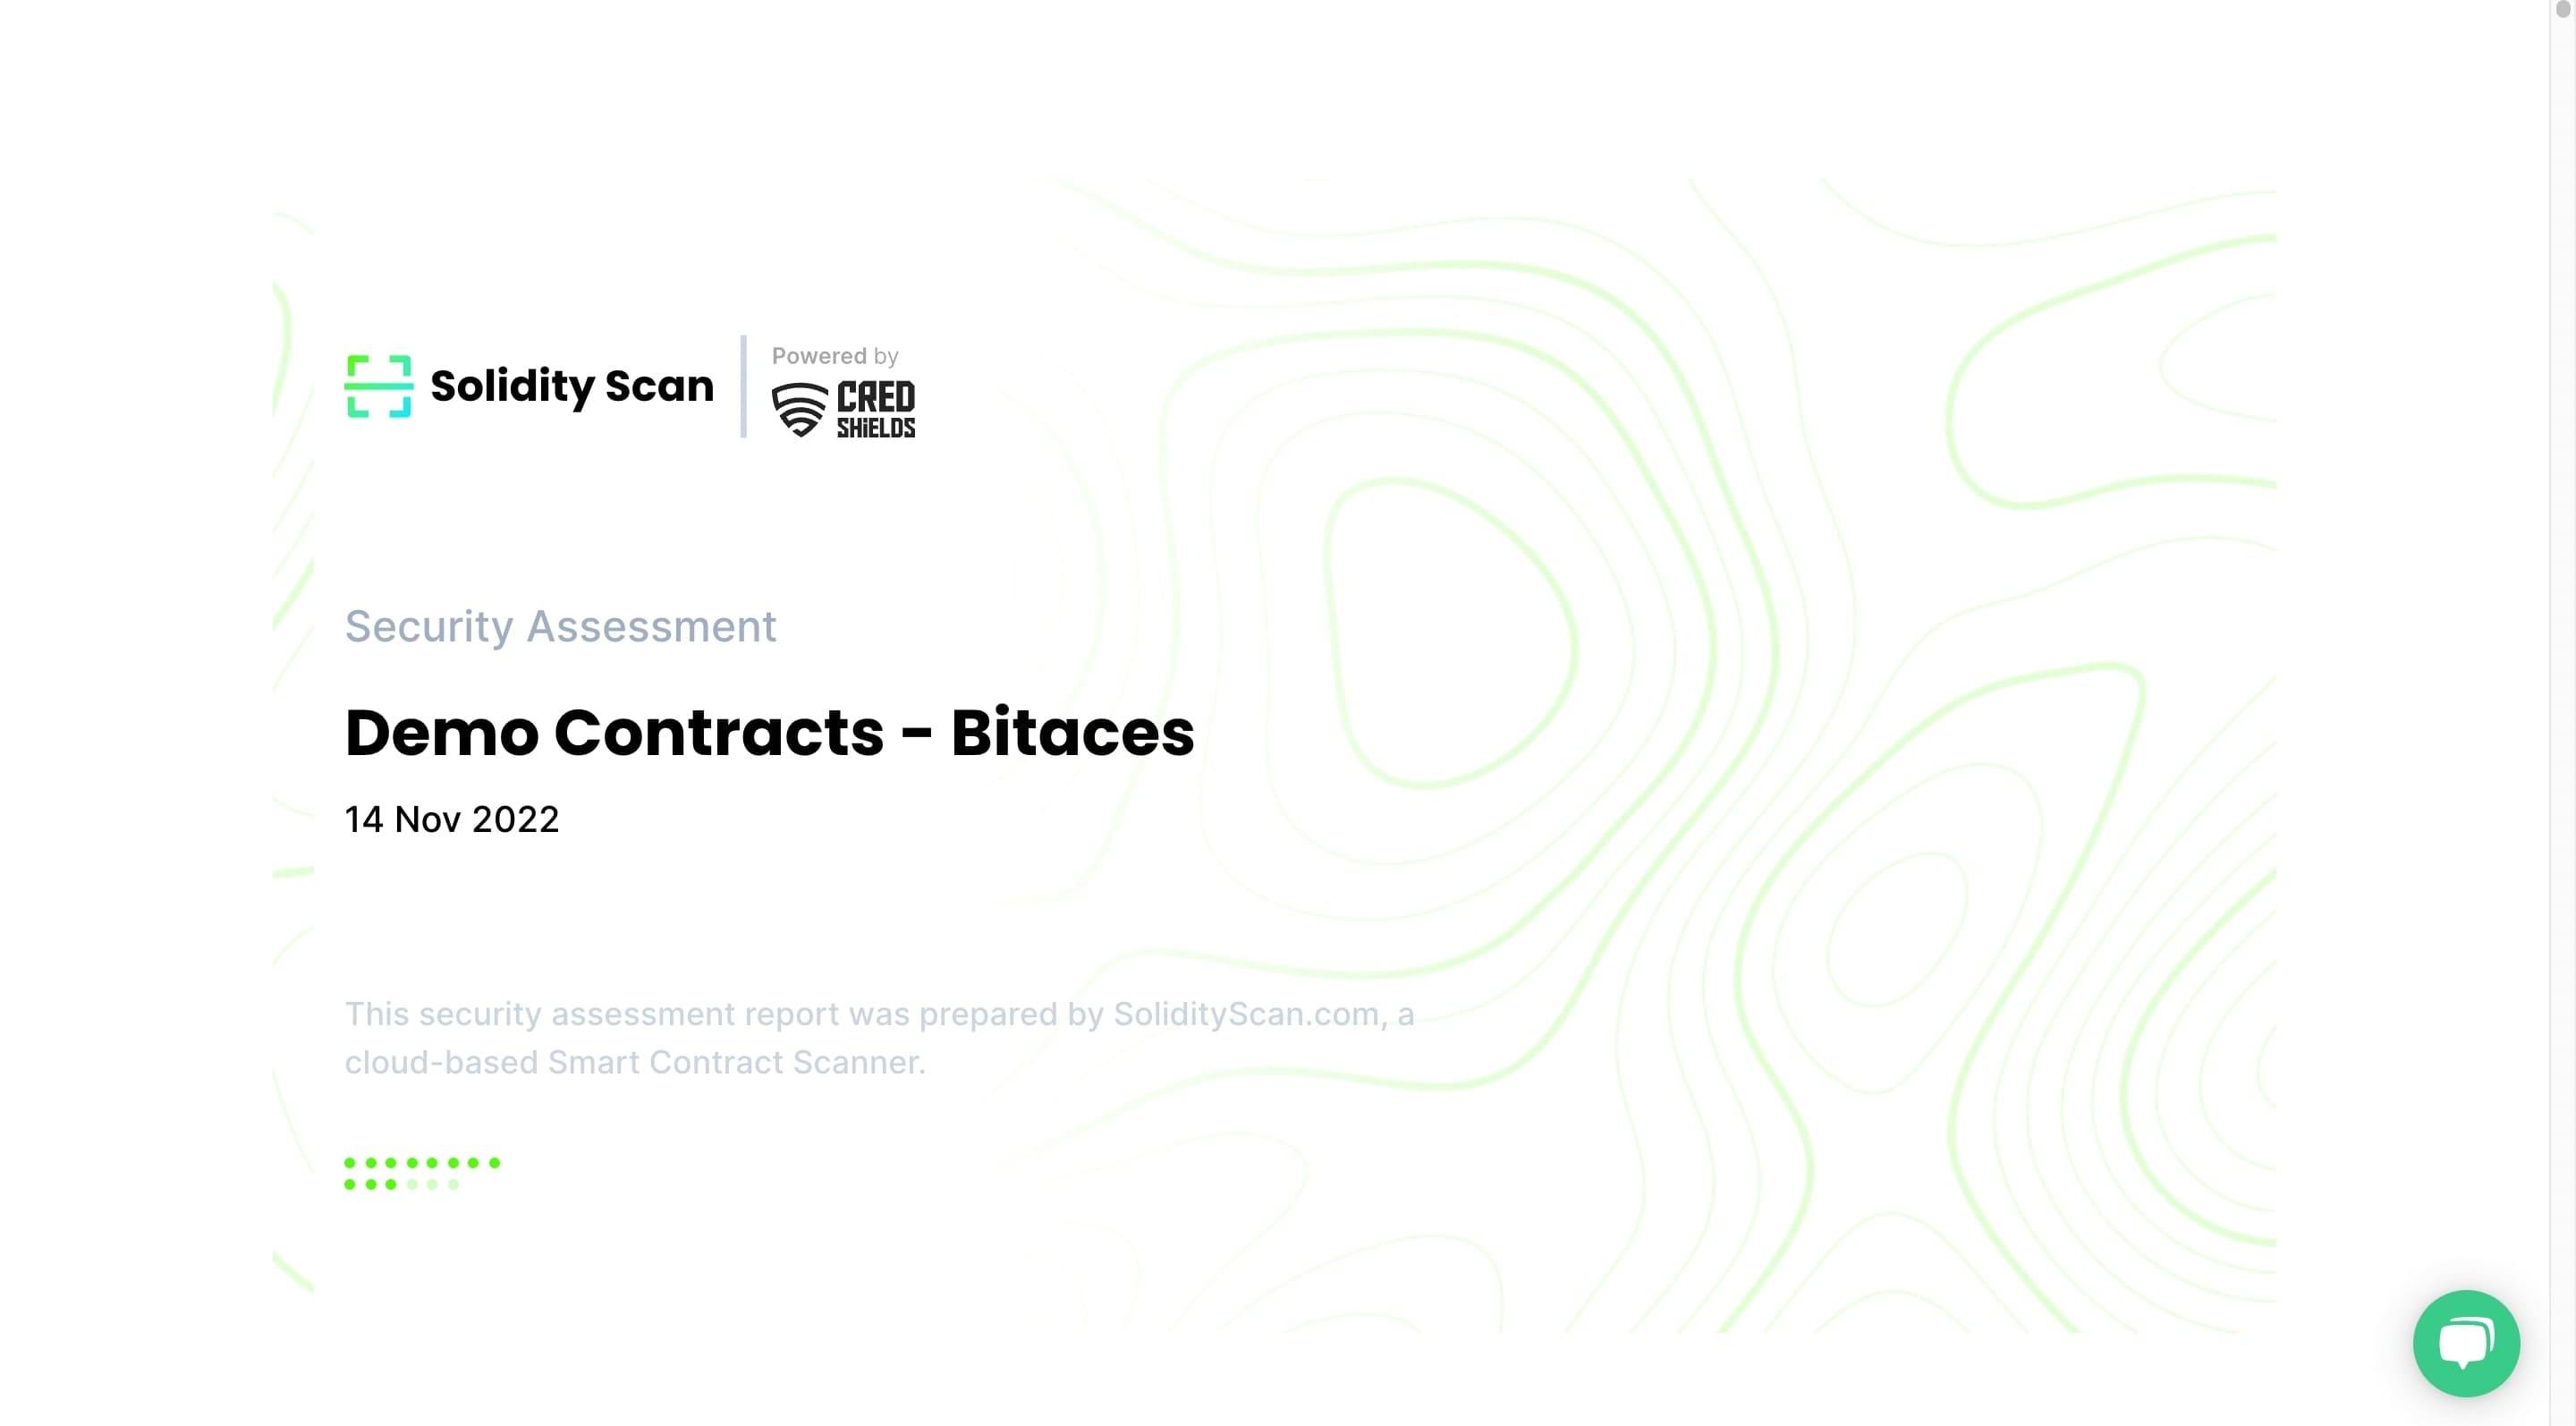 Solidity Scan
Powered by
CRED
SHiELDS
Security Assessment
Demo Contracts - Bitaces
14 Nov 2022
This security assessment report was prepared by SolidityScan.com, a
cloud-based Smart Contract Scanner.